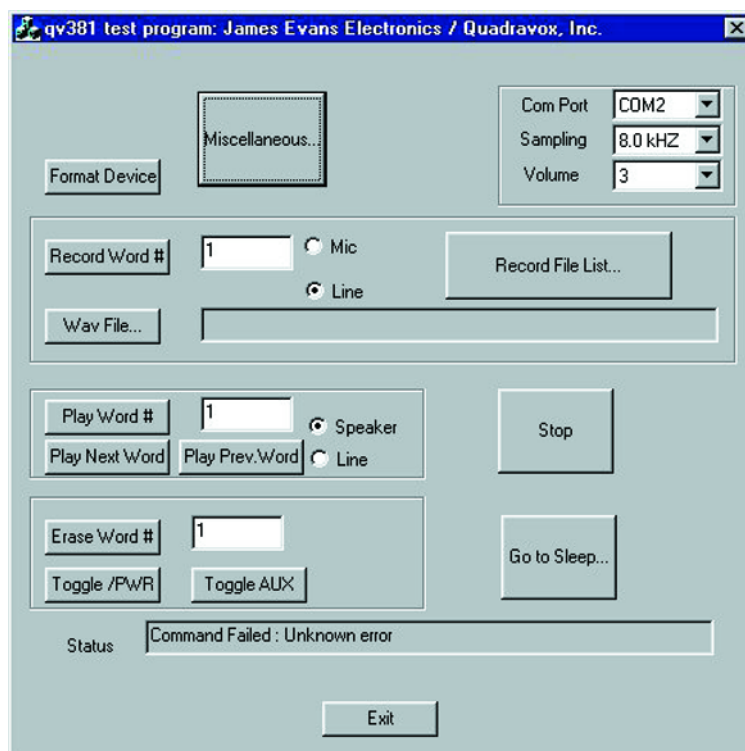 qv381 test program: James Evans Electronics / Quadravox, Inc.
Com Port COM2
Miscellaneous...
Sampling 8.0 kHZ
Format Device
Volume 3
Record Word # 1 Mic
Record File List...
Line
Wav File...
Play Word # 1 Speaker
Stop
Play Next Word Play Prev.Word Line
Erase Word # 1
Go to Sleep...
Toggle /PWR Toggle AUX
Status Command Failed : Unknown error
Exit